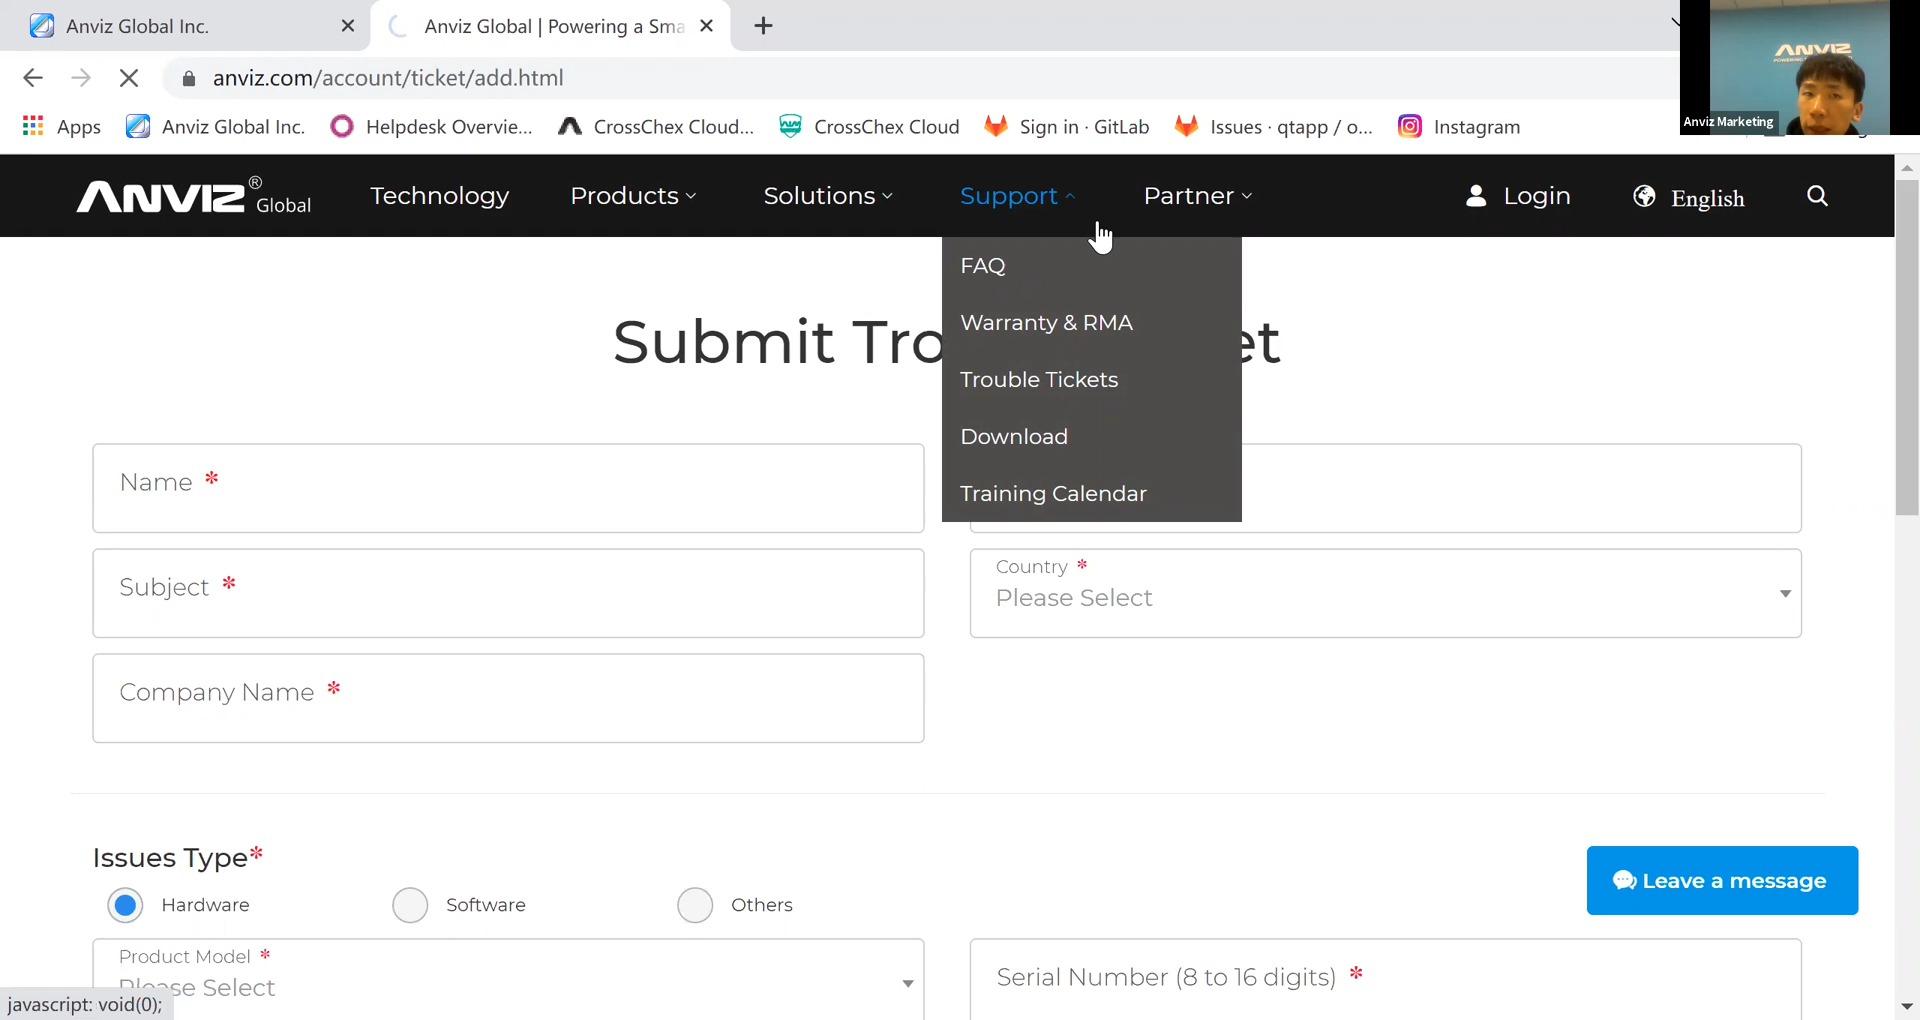 Anviz Global Inc.
Anviz Global | Powering a Sma
anviz.com/account/ticket/add.html
Apps
Anviz Global Inc.
Helpdesk Overvie...
CrossChex Cloud...
CrossChex Cloud
Sign in · GitLab
Issues · qtapp / o...
Instagram
ANVIZ
Anviz Marketing
ANVIZ® Global
Technology
Products
Solutions
Support
Partner
Login
English
FAQ
Warranty & RMA
Trouble Tickets
Download
Training Calendar
Submit Tro
et
Name *
Subject *
Country *
Please Select
Company Name *
Issues Type*
Hardware
Software
Others
Leave a message
Product Model *
Please Select
Serial Number (8 to 16 digits) *
javascript: void(0);